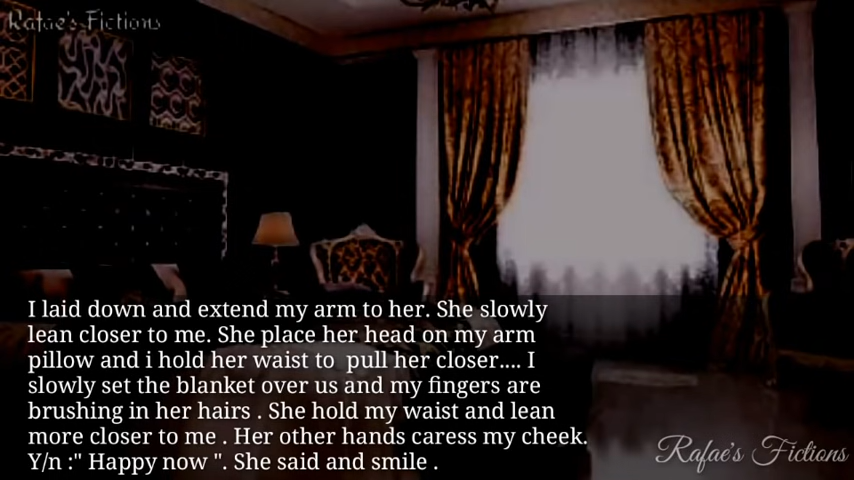 Rafae's Fictions
I laid down and extend my arm to her. She slowly
lean closer to me. She place her head on my arm
pillow and i hold her waist to  pull her closer.... I
slowly set the blanket over us and my fingers are
brushing in her hairs . She hold my waist and lean
more closer to me . Her other hands caress my cheek.
Y/n :" Happy now ". She said and smile .
Rafae's Fictions